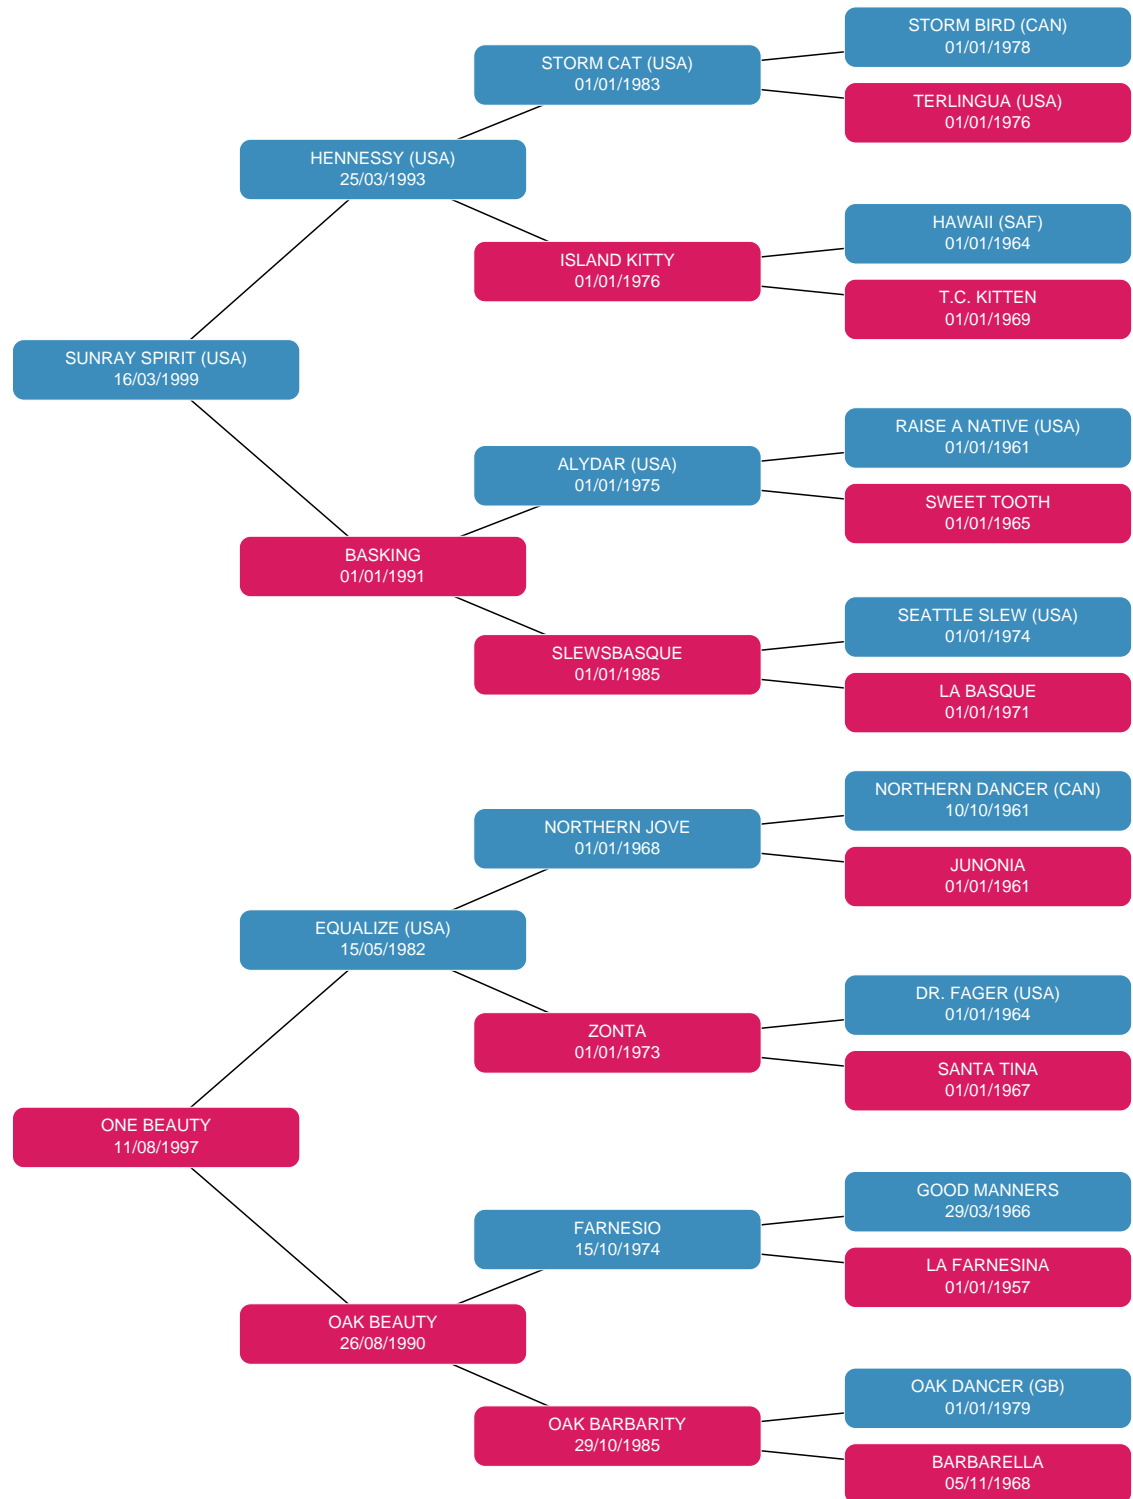 STORM BIRD (CAN)
01/01/1978
STORM CAT (USA)
01/01/1983
TERLINGUA (USA)
01/01/1976
HENNESSY (USA)
25/03/1993
HAWAII (SAF)
01/01/1964
ISLAND KITTY
01/01/1976
T.C. KITTEN
01/01/1969
SUNRAY SPIRIT (USA)
16/03/1999
RAISE A NATIVE (USA)
01/01/1961
ALYDAR (USA)
01/01/1975
SWEET TOOTH
01/01/1965
BASKING
01/01/1991
SEATTLE SLEW (USA)
01/01/1974
SLEWSBASQUE
01/01/1985
LA BASQUE
01/01/1971
NORTHERN DANCER (CAN)
10/10/1961
NORTHERN JOVE
01/01/1968
JUNONIA
01/01/1961
EQUALIZE (USA)
15/05/1982
DR. FAGER (USA)
01/01/1964
ZONTA
01/01/1973
SANTA TINA
01/01/1967
ONE BEAUTY
11/08/1997
GOOD MANNERS
29/03/1966
FARNESIO
15/10/1974
LA FARNESINA
01/01/1957
OAK BEAUTY
26/08/1990
OAK DANCER (GB)
01/01/1979
OAK BARBARITY
29/10/1985
BARBARELLA
05/11/1968